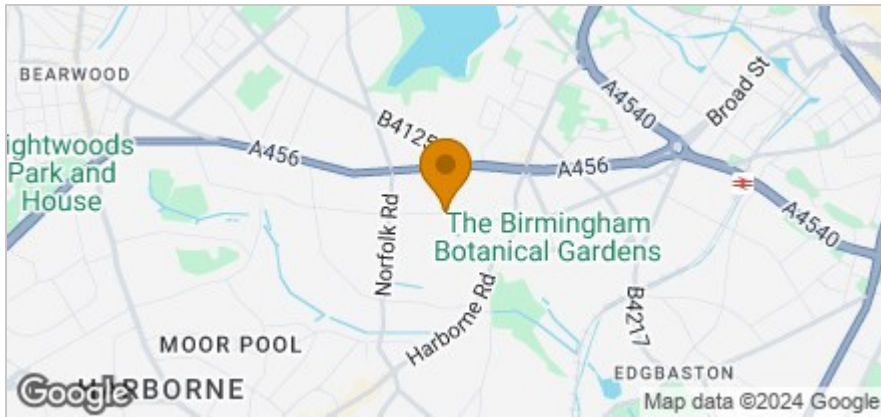 BEARWOOD
B4125
A4540
Broad St
ightwoods
Park and
House
A456
A456
A4540
Norfolk Rd
The Birmingham
Botanical Gardens
Harborne Rd
B4217
MOOR POOL
EDGBASTON
Google
HARBORNE
Map data ©2024 Google